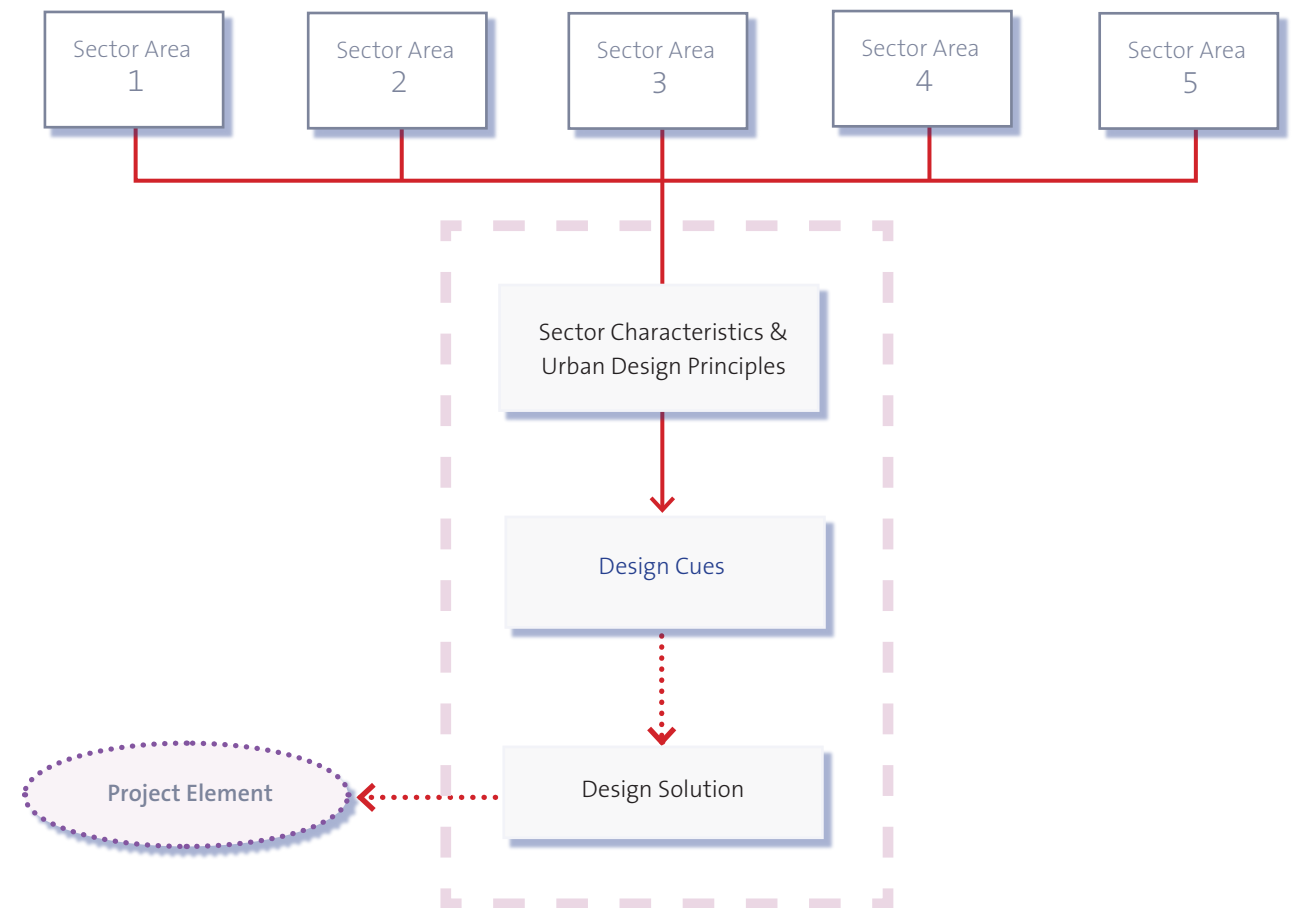 Sector Area
1
Sector Area
2
Sector Area
3
Sector Area
4
Sector Area
5
Sector Characteristics &
Urban Design Principles
Design Cues
Design Solution
Project Element